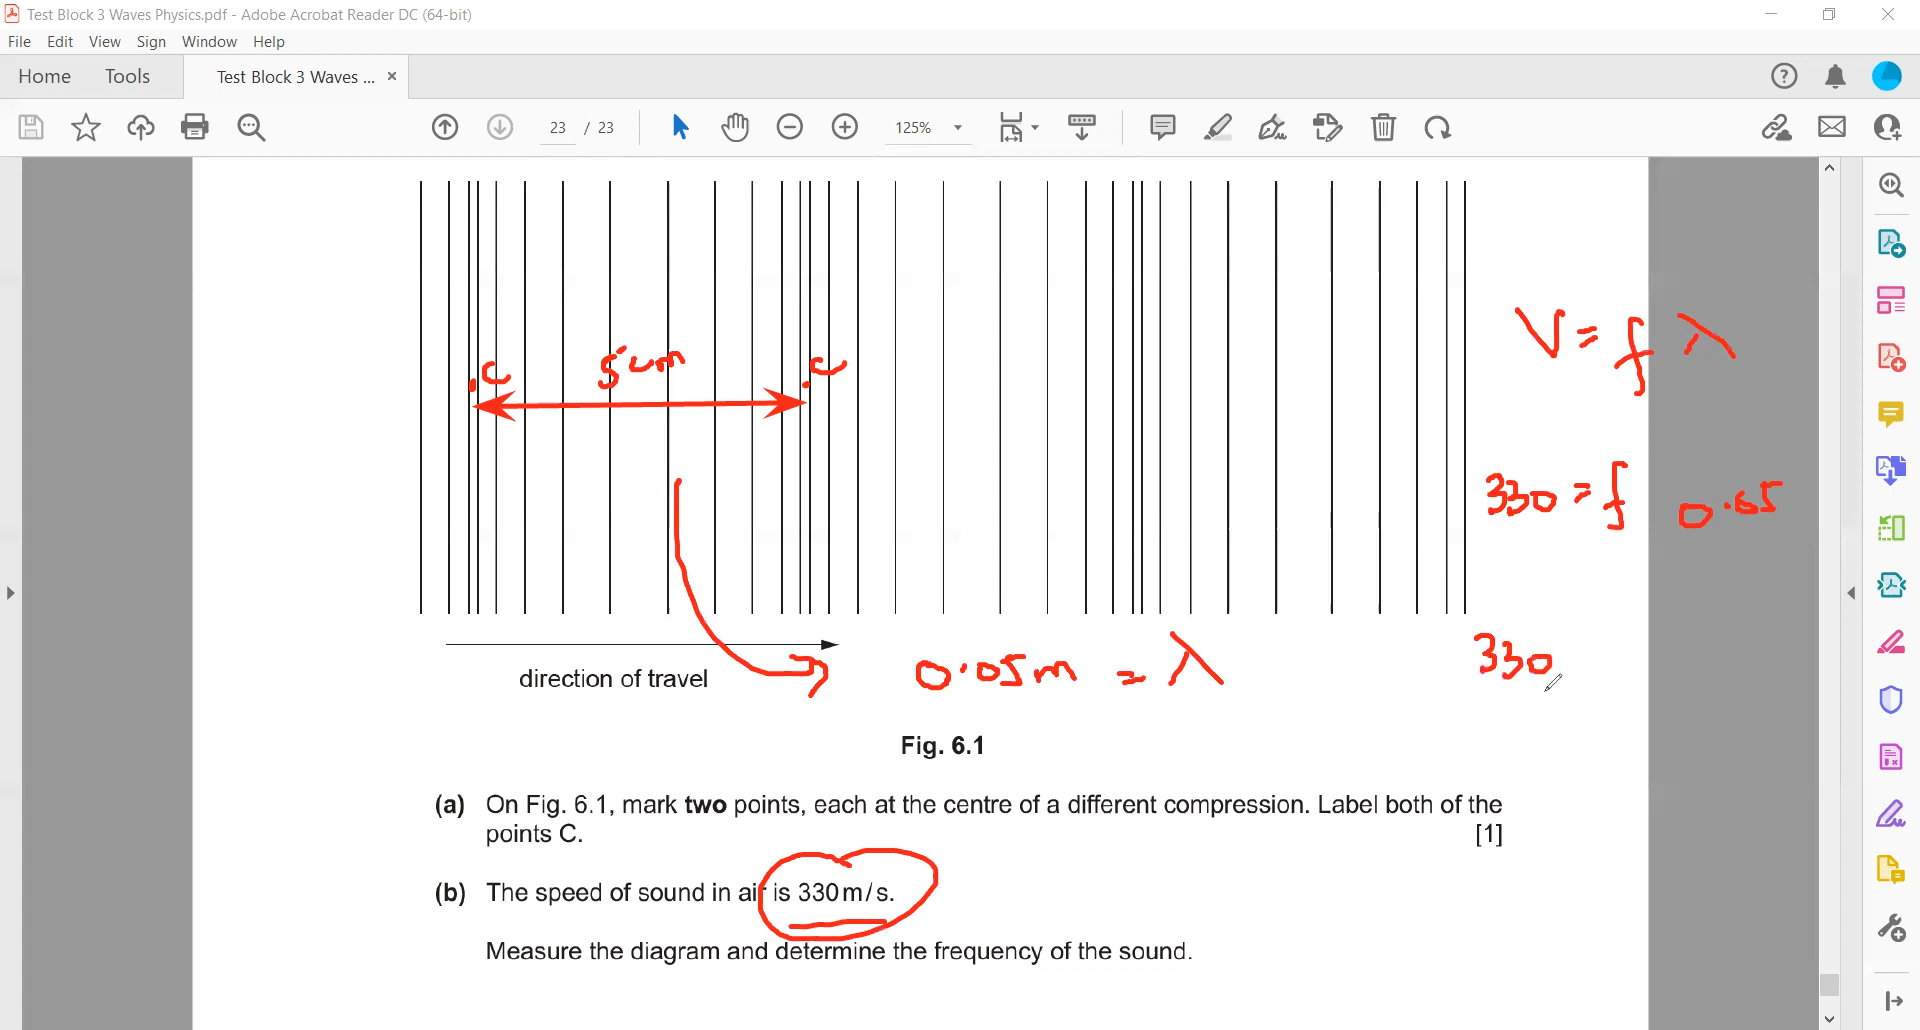 Test Block 3 Waves Physics.pdf - Adobe Acrobat Reader DC (64-bit)
File Edit View Sign Window Help
Home Tools Test Block 3 Waves ... ×
23 / 23 125%
.C 5cm .C
V = f λ
330 = f 0.05
direction of travel
0.05m = λ
330
Fig. 6.1
(a) On Fig. 6.1, mark two points, each at the centre of a different compression. Label both of the
points C. [1]
(b) The speed of sound in air is 330 m/s.
Measure the diagram and determine the frequency of the sound.